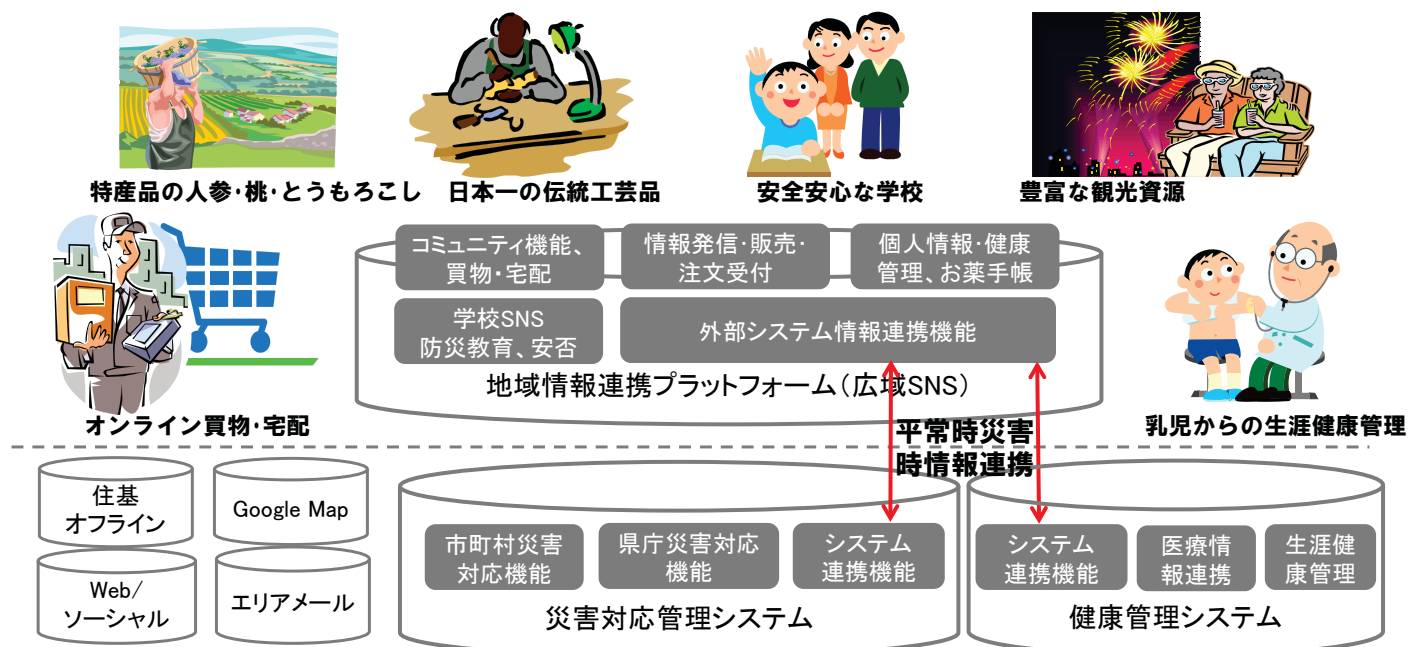 特産品の人参・桃・とうもろこし
日本一の伝統工芸品
安全安心な学校
豊富な観光資源
コミュニティ機能、
買物・宅配
情報発信・販売・
注文受付
個人情報・健康
管理、お薬手帳
学校SNS
防災教育、安否
外部システム情報連携機能
地域情報連携プラットフォーム（広域SNS）
オンライン買物・宅配
乳児からの生涯健康管理
平常時災害
時情報連携
住基
オフライン
Google Map
Web/
ソーシャル
エリアメール
市町村災害
対応機能
県庁災害対応
機能
システム
連携機能
災害対応管理システム
システム
連携機能
医療情
報連携
生涯健
康管理
健康管理システム